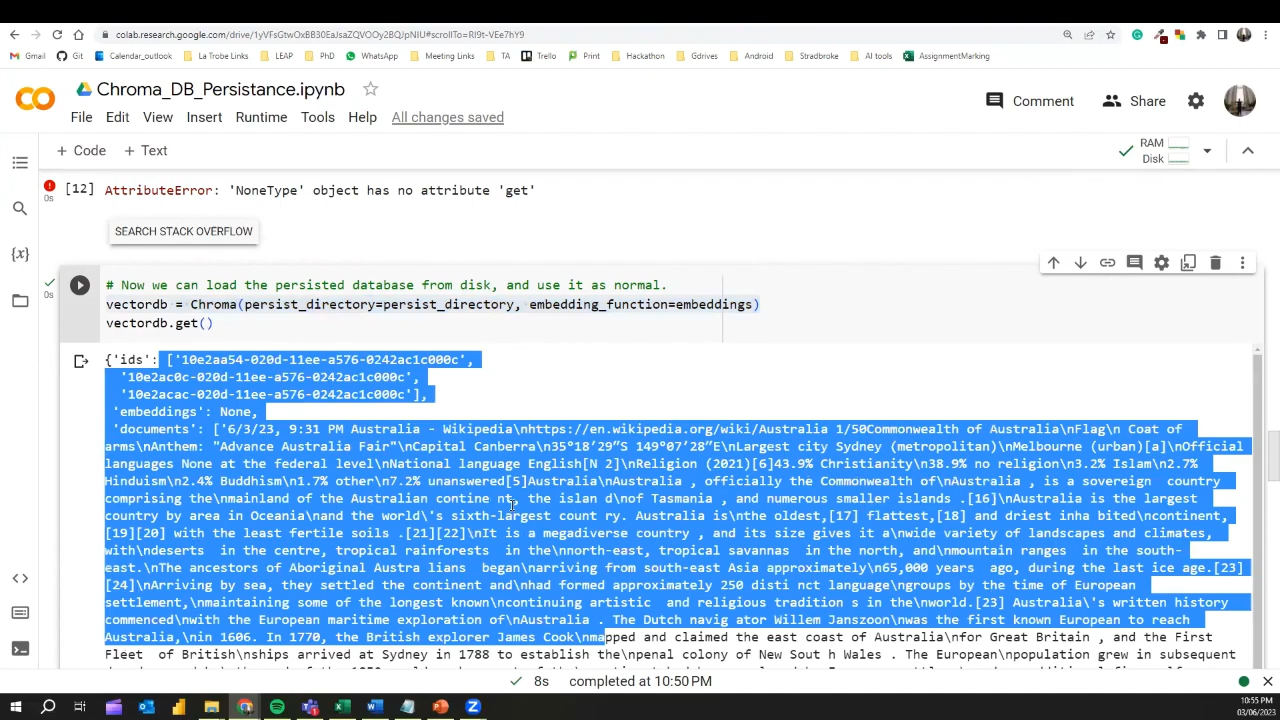 colab.research.google.com/drive/1yVFsGtwOx8B30EaJsaZQVOOy2BQJpNIU#scrollTo=RI9t-VEe7hY9
Gmail Git Calendar_outlook La Trobe Links LEAP PhD WhatsApp Meeting Links TA Trello Print Hackathon Gdrives Android Stradbroke AI tools AssignmentMarking
Chroma_DB_Persistance.ipynb
Comment Share
File Edit View Insert Runtime Tools Help All changes saved
+ Code + Text
RAM
Disk
[12] AttributeError: 'NoneType' object has no attribute 'get'
0s
SEARCH STACK OVERFLOW
# Now we can load the persisted database from disk, and use it as normal.
0s
vectordb = Chroma(persist_directory=persist_directory, embedding_function=embeddings)
vectordb.get()
{'ids': ['10e2aa54-020d-11ee-a576-0242ac1c000c',
'10e2ac0c-020d-11ee-a576-0242ac1c000c',
'10e2acac-020d-11ee-a576-0242ac1c000c'],
'embeddings': None,
'documents': ['6/3/23, 9:31 PM Australia - Wikipedia\nhttps://en.wikipedia.org/wiki/Australia 1/50Commonwealth of Australia\nFlag\n Coat of
arms\nAnthem: "Advance Australia Fair"\nCapital Canberra\n35°18′29″S 149°07′28″E\nLargest city Sydney (metropolitan)\nMelbourne (urban)[a]\nOfficial
languages None at the federal level\nNational language English[N 2]\nReligion (2021)[6]43.9% Christianity\n38.9% no religion\n3.2% Islam\n2.7%
Hinduism\n2.4% Buddhism\n1.7% other\n7.2% unanswered[5]Australia\nAustralia , officially the Commonwealth of\nAustralia , is a sovereign  country
comprising the\nmainland of the Australian contine nt, the islan d\nof Tasmania , and numerous smaller islands .[16]\nAustralia is the largest
country by area in Oceania\nand the world\'s sixth-largest count ry. Australia is\nthe oldest,[17] flattest,[18] and driest inha bited\ncontinent,
[19][20] with the least fertile soils .[21][22]\nIt is a megadiverse country , and its size gives it a\nwide variety of landscapes and climates,
with\ndeserts  in the centre, tropical rainforests  in the\nnorth-east, tropical savannas  in the north, and\nmountain ranges  in the south-
east.\nThe ancestors of Aboriginal Austra lians  began\narriving from south-east Asia approximately\n65,000 years  ago, during the last ice age.[23]
[24]\nArriving by sea, they settled the continent and\nhad formed approximately 250 disti nct language\ngroups by the time of European
settlement,\nmaintaining some of the longest known\ncontinuing artistic  and religious tradition s in the\nworld.[23] Australia\'s written history
commenced\nwith the European maritime exploration of\nAustralia . The Dutch navig ator Willem Janszoon\nwas the first known European to reach
Australia,\nin 1606. In 1770, the British explorer James Cook\nmapped and claimed the east coast of Australia\nfor Great Britain , and the First
Fleet  of British\nships arrived at Sydney in 1788 to establish the\npenal colony of New Sout h Wales . The European\npopulation grew in subsequent
8s completed at 10:50 PM
10:55 PM
03/06/2023